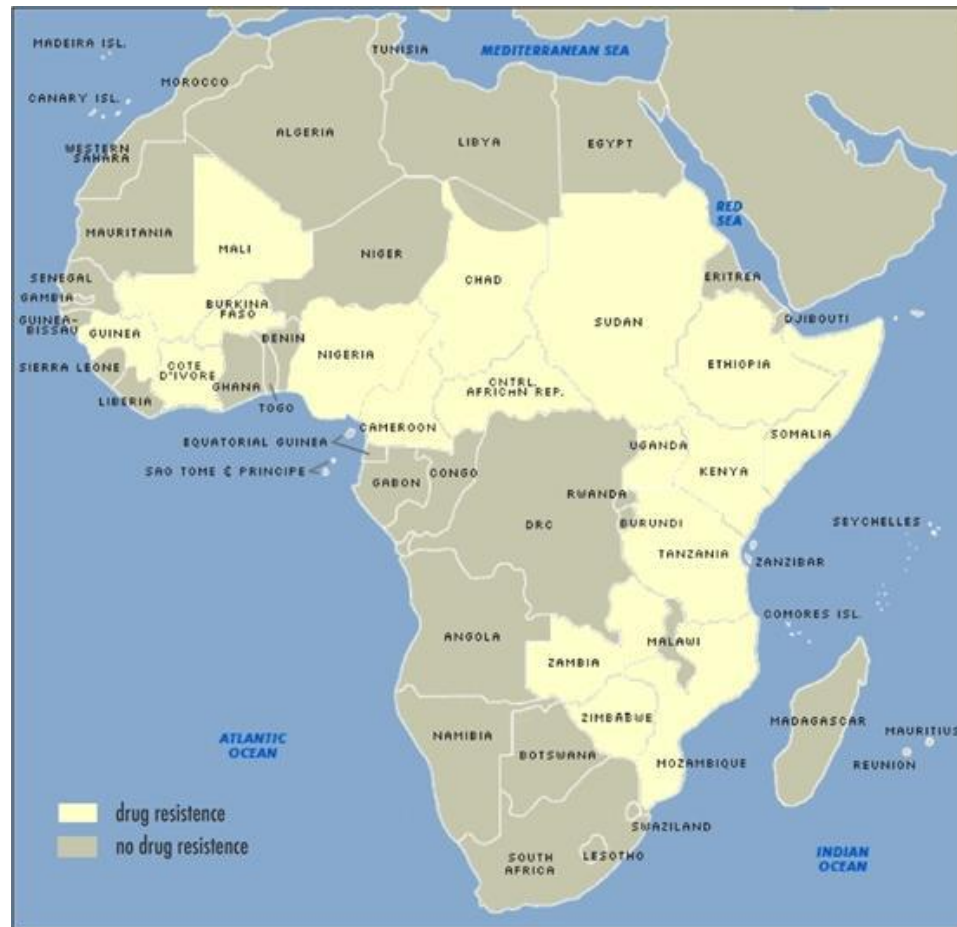 MADEIRA ISL.
TUNISIA
MEDITERRANEAN SEA
MOROCCO
CANARY ISL.
ALGERIA
LIBYA
EGYPT
WESTERN
SAHARA
RED
SEA
MAURITANIA
MALI
NIGER
CHAD
ERITREA
SENEGAL
GAMBIA
BURKINA
FASO
SUDAN
DJIBOUTI
GUINEA-
BISSAU
GUINEA
BENIN
NIGERIA
ETHIOPIA
SIERRA LEONE
COTE
D'IVORE
GHANA
CNTRL.
AFRICHN REP.
LIBERIA
TOGO
CAMEROON
SOMALIA
EQUATORIAL GUINEA
UGANDA
SAO TOME & PRINCIPE
CONGO
KENYA
GABON
RWANDA
DRC
BURUNDI
SEYCHELLES
TANZANIA
ZANZIBAR
COMORES ISL.
ANGOLA
MALAWI
ZAMBIA
ZIMBABWE
MADAGASCAR
MAURITIUS
ATLANTIC
OCEAN
NAMIBIA
BOTSWANA
MOZAMBIQUE
REUNION
drug resistence
no drug resistence
SWAZILAND
SOUTH
AFRICA
LESOTHO
INDIAN
OCEAN